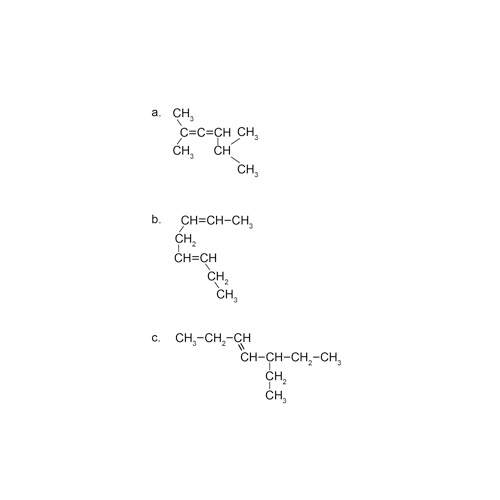 a. CH₃
C=C=CH CH₃
CH₃ CH
CH₃
b. CH=CH–CH₃
CH₂
CH=CH
CH₂
CH₃
c. CH₃–CH₂–CH
CH–CH–CH₂–CH₃
CH₂
CH₃